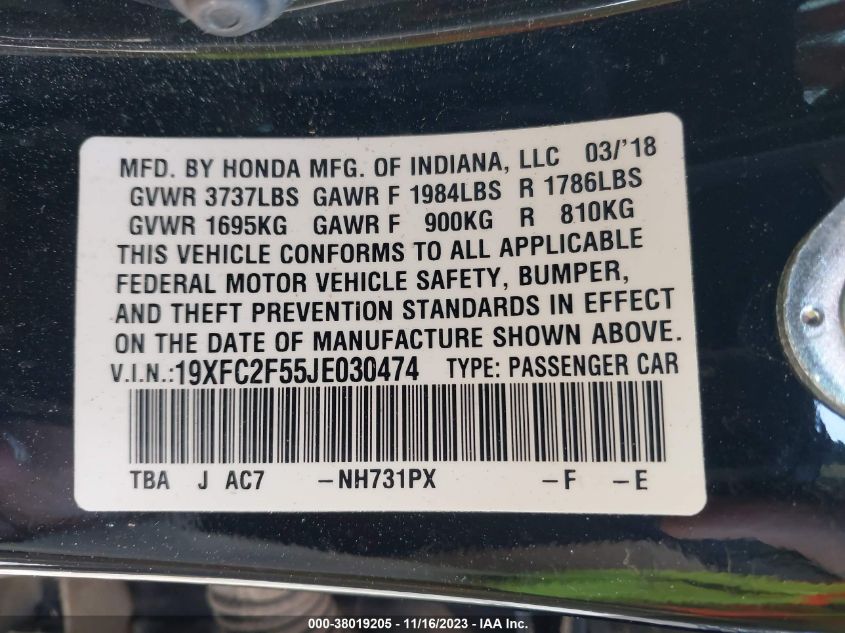 MFD. BY HONDA MFG. OF INDIANA, LLC 03/'18
GVWR 3737LBS GAWR F 1984LBS R 1786LBS
GVWR 1695KG GAWR F 900KG R 810KG
THIS VEHICLE CONFORMS TO ALL APPLICABLE
FEDERAL MOTOR VEHICLE SAFETY, BUMPER,
AND THEFT PREVENTION STANDARDS IN EFFECT
ON THE DATE OF MANUFACTURE SHOWN ABOVE.
V.I.N.:19XFC2F55JE030474 TYPE: PASSENGER CAR
TBA J AC7 –NH731PX –F –E
000-38019205 - 11/16/2023 - IAA Inc.